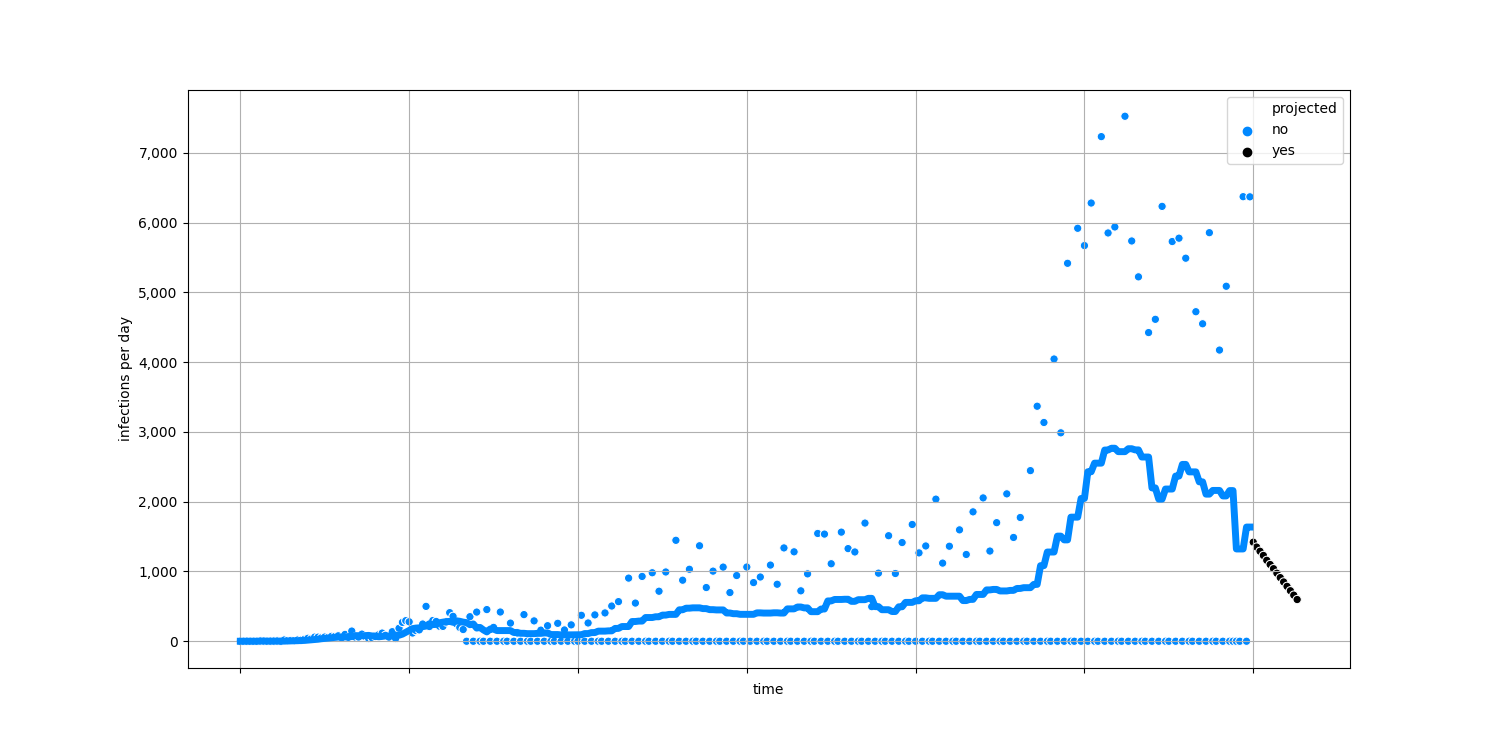 projected
no
yes
7,000
6,000
5,000
4,000
3,000
2,000
1,000
0
infections per day
time